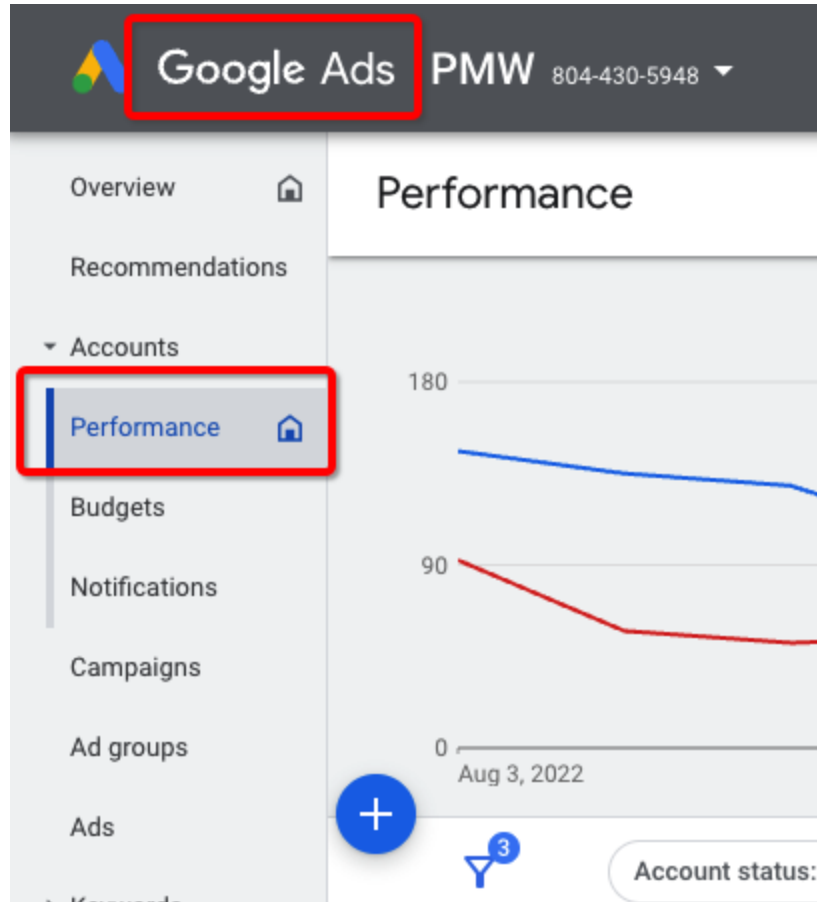 Google Ads PMW 804-430-5948
Overview
Performance
Recommendations
Accounts
Performance
Budgets
Notifications
Campaigns
Ad groups
Ads
180
90
0
Aug 3, 2022
3
Account status: